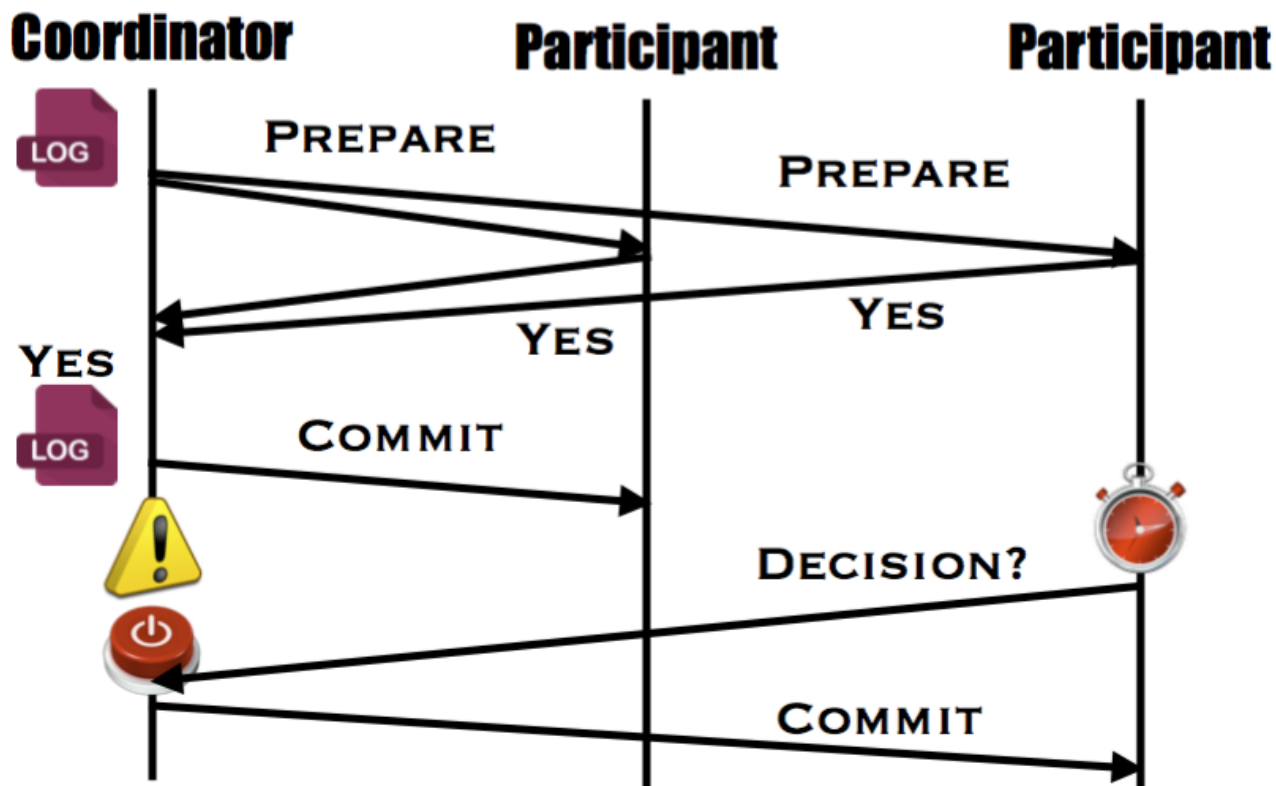 Coordinator
Participant
Participant
LOG
PREPARE
PREPARE
YES
YES
YES
LOG
COMMIT
DECISION?
COMMIT